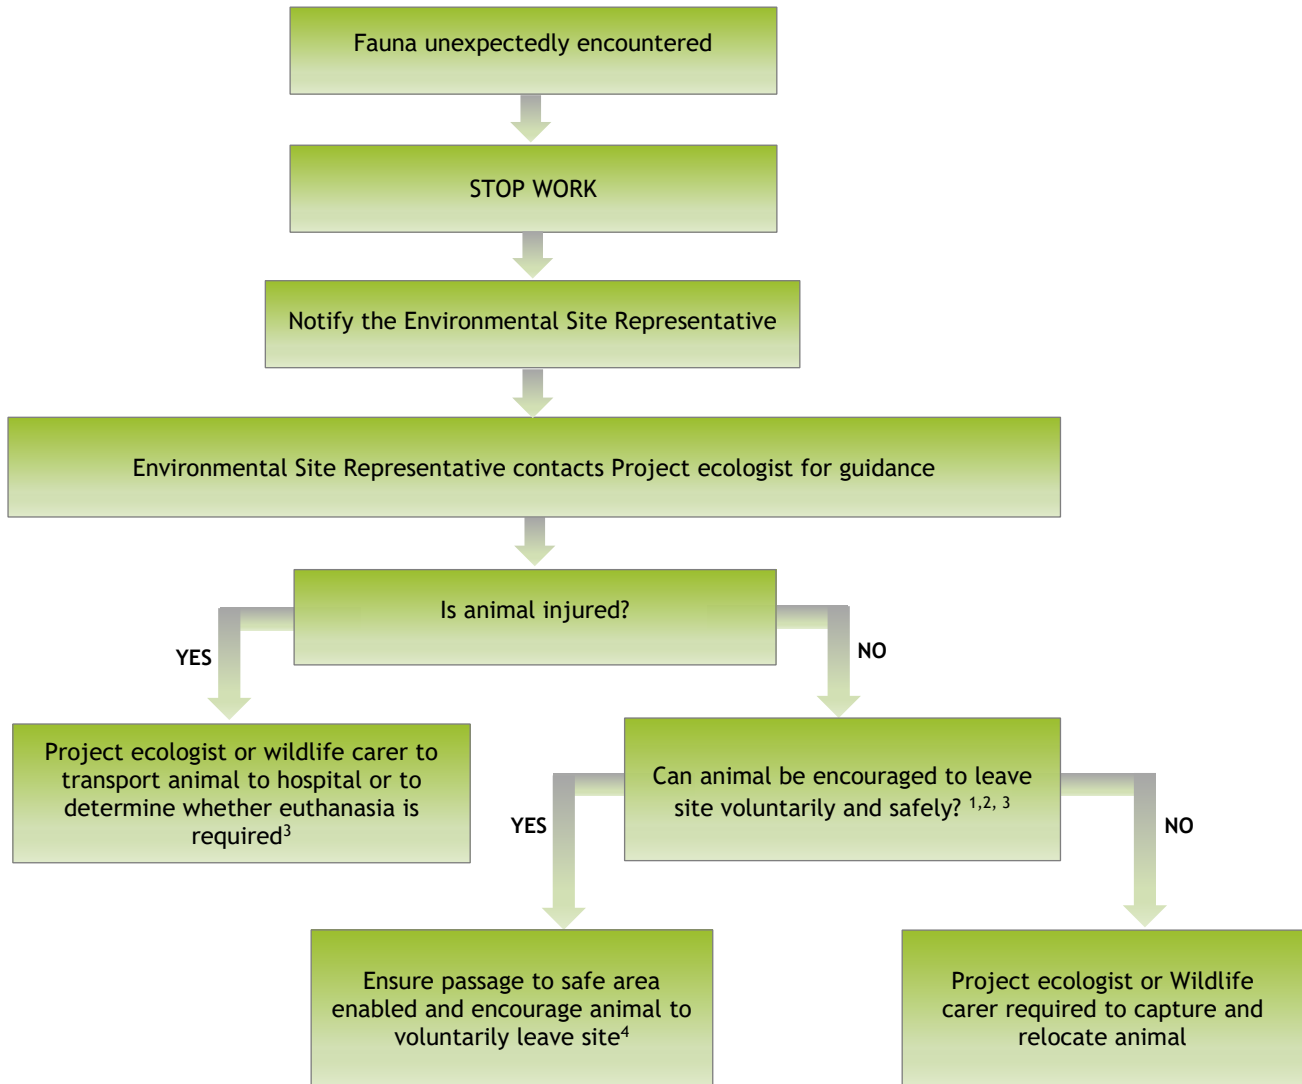 Fauna unexpectedly encountered
STOP WORK
Notify the Environmental Site Representative
Environmental Site Representative contacts Project ecologist for guidance
Is animal injured?
YES
NO
Project ecologist or wildlife carer to
transport animal to hospital or to
determine whether euthanasia is
required3
Can animal be encouraged to leave
site voluntarily and safely? 1,2, 3
YES
NO
Ensure passage to safe area
enabled and encourage animal to
voluntarily leave site4
Project ecologist or Wildlife
carer required to capture and
relocate animal